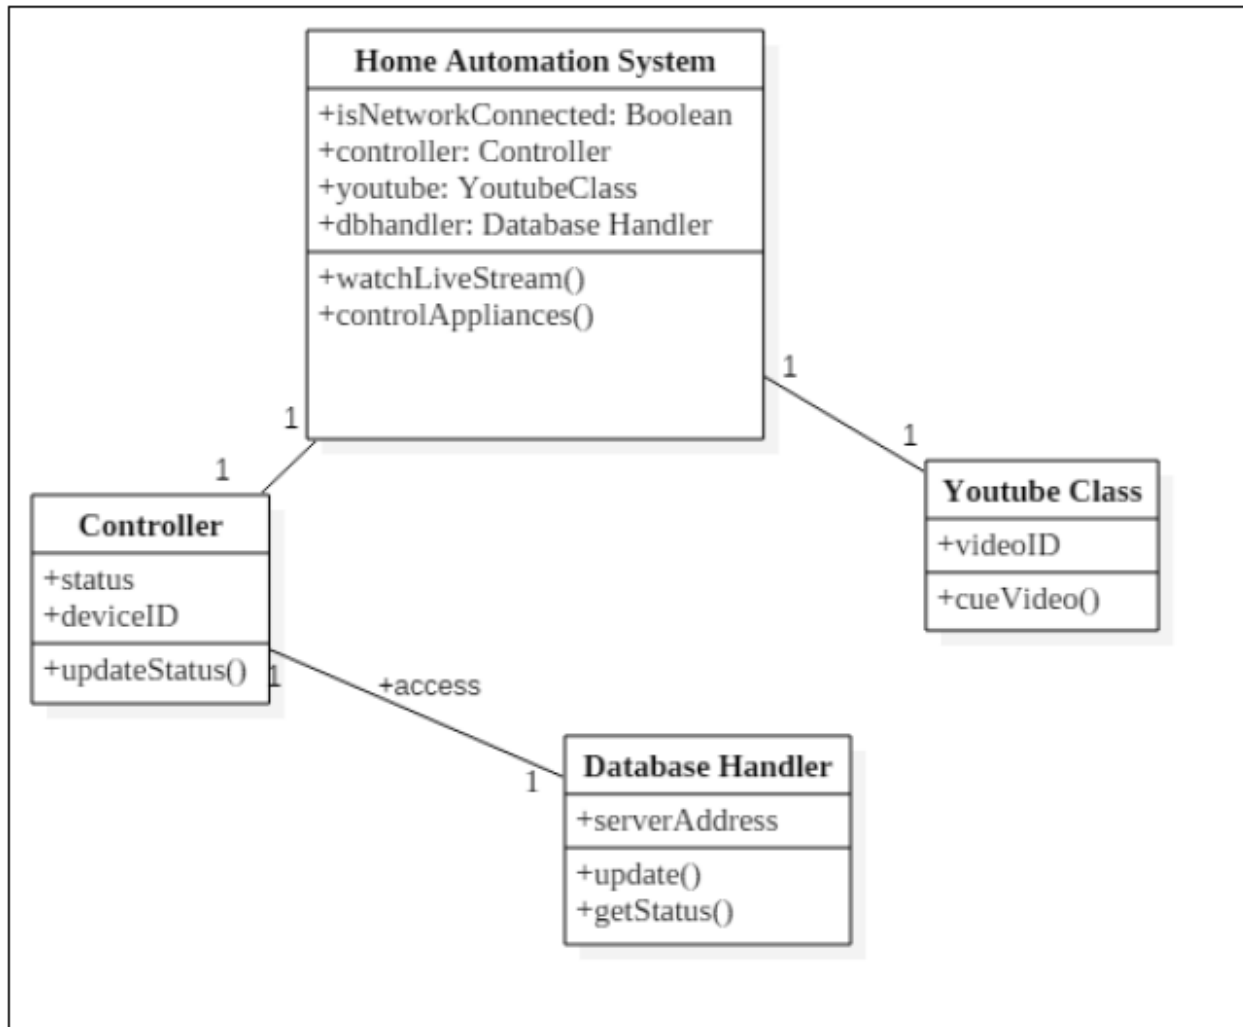 Home Automation System
+isNetworkConnected: Boolean
+controller: Controller
+youtube: YoutubeClass
+dbhandler: Database Handler
+watchLiveStream()
+controlAppliances()
1
1
1
1
Controller
+status
+deviceID
+updateStatus()
1
+access
1
Youtube Class
+videoID
+cueVideo()
Database Handler
+serverAddress
+update()
+getStatus()